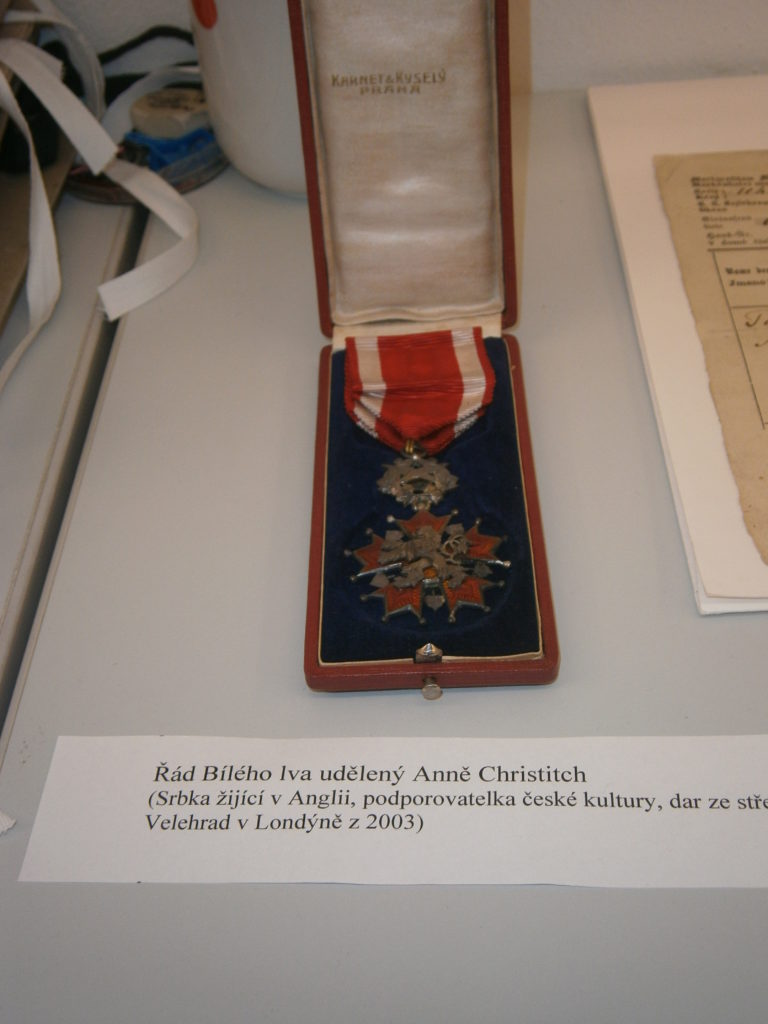 KARNET & KYSELÝ
PRAHA
Řád Bílého lva udělený Anně Christitch
(Srbka žijící v Anglii, podporovatelka české kultury, dar ze stře
Velehrad v Londýně z 2003)